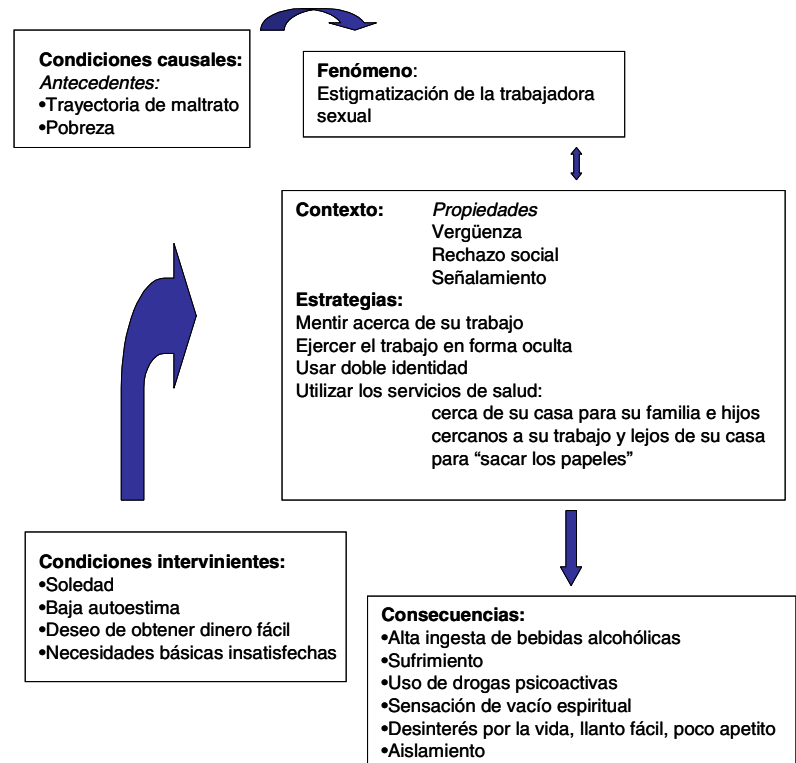 Condiciones causales:
Antecedentes:
•Trayectoria de maltrato
•Pobreza
Fenómeno:
Estigmatización de la trabajadora
sexual
Contexto: Propiedades
Vergüenza
Rechazo social
Señalamiento
Estrategias:
Mentir acerca de su trabajo
Ejercer el trabajo en forma oculta
Usar doble identidad
Utilizar los servicios de salud:
cerca de su casa para su familia e hijos
cercanos a su trabajo y lejos de su casa
para “sacar los papeles”
Condiciones intervinientes:
•Soledad
•Baja autoestima
•Deseo de obtener dinero fácil
•Necesidades básicas insatisfechas
Consecuencias:
•Alta ingesta de bebidas alcohólicas
•Sufrimiento
•Uso de drogas psicoactivas
•Sensación de vacío espiritual
•Desinterés por la vida, llanto fácil, poco apetito
•Aislamiento